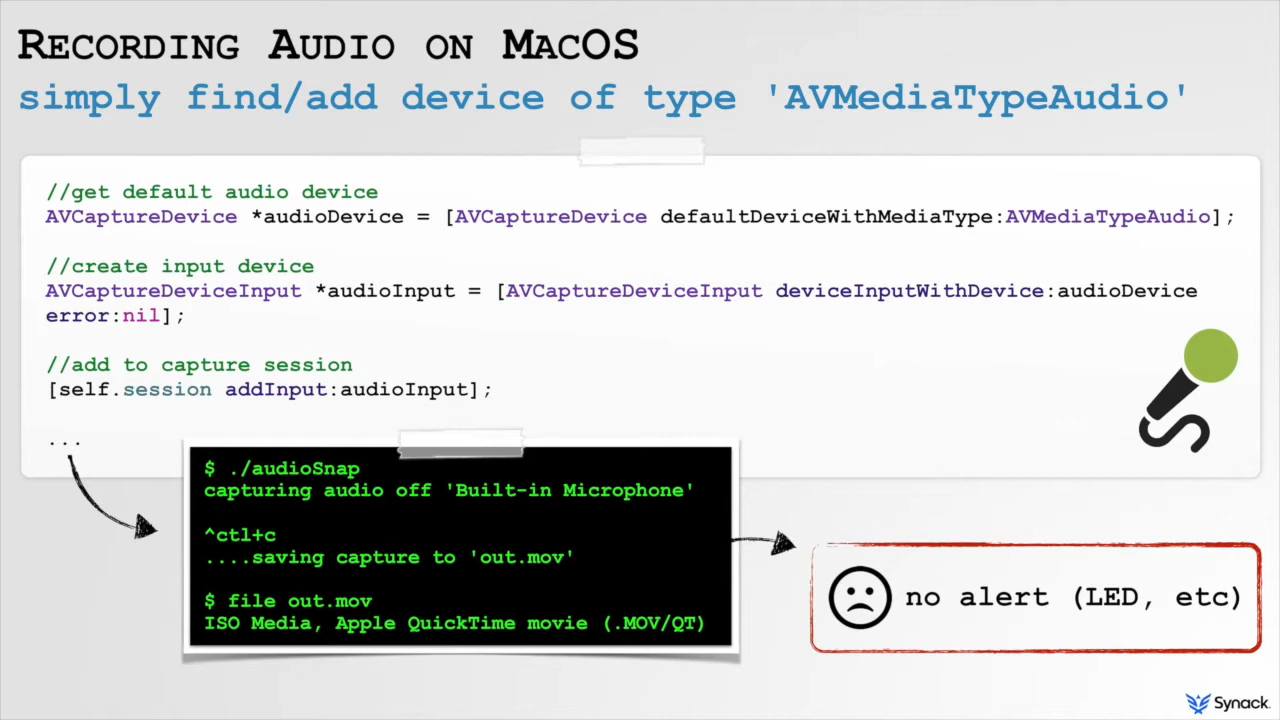 Recording Audio on MacOS
simply find/add device of type 'AVMediaTypeAudio'
//get default audio device
AVCaptureDevice *audioDevice = [AVCaptureDevice defaultDeviceWithMediaType:AVMediaTypeAudio];
//create input device
AVCaptureDeviceInput *audioInput = [AVCaptureDeviceInput deviceInputWithDevice:audioDevice
error:nil];
//add to capture session
[self.session addInput:audioInput];
...
$ ./audioSnap
capturing audio off 'Built-in Microphone'
^ctl+c
....saving capture to 'out.mov'
$ file out.mov
ISO Media, Apple QuickTime movie (.MOV/QT)
no alert (LED, etc)
Synack.